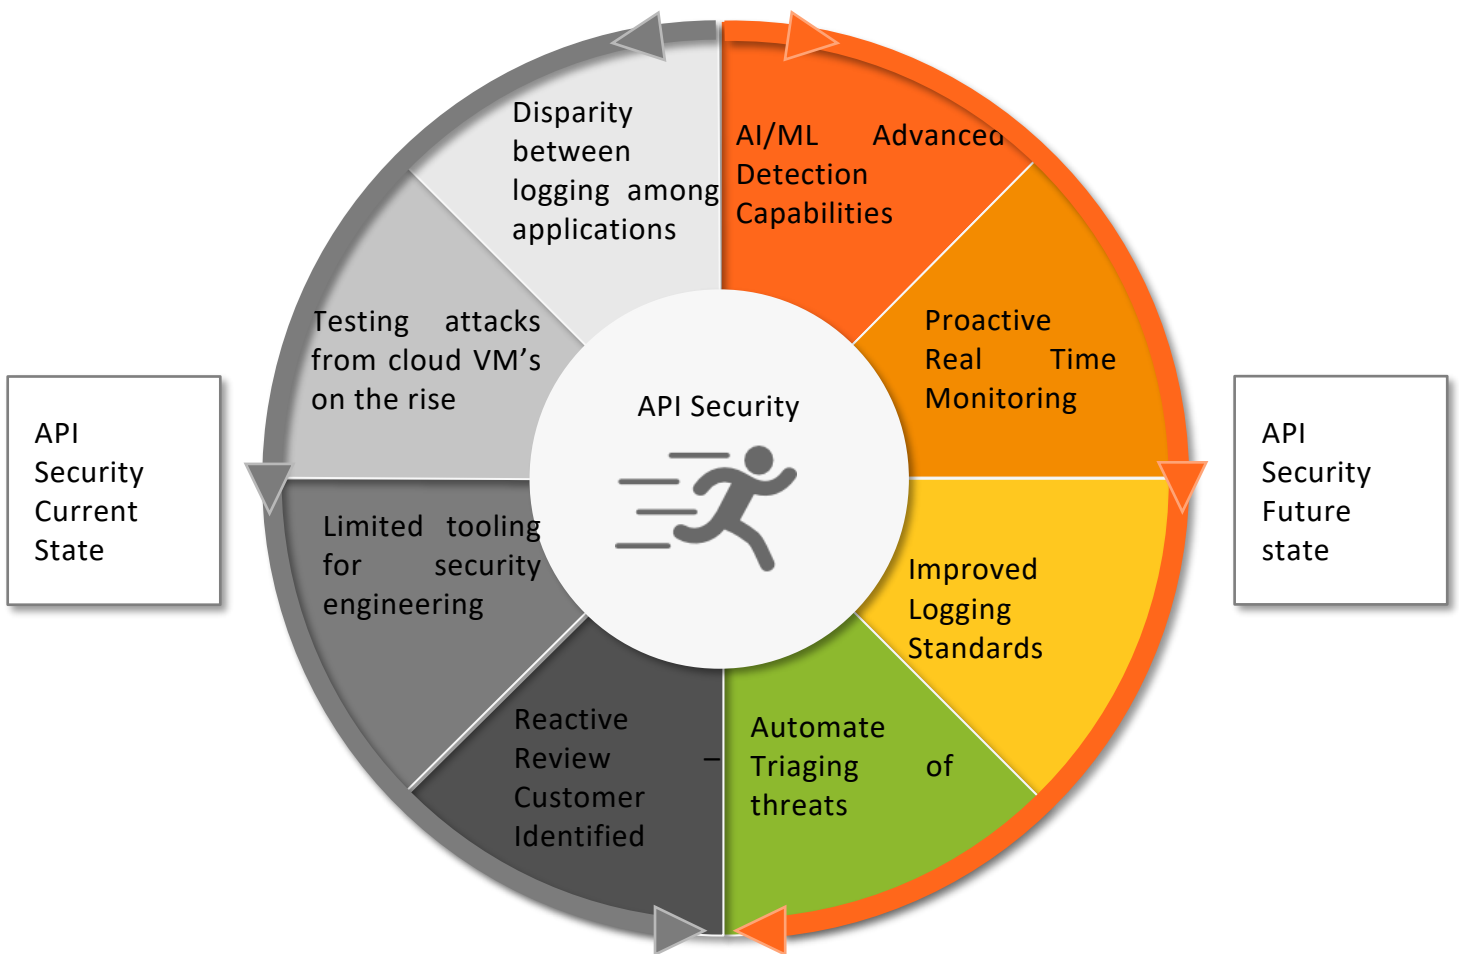 Disparity
between
logging among
applications
AI/ML Advanced
Detection
Capabilities
Testing attacks
from cloud VM’s
on the rise
Proactive
Real Time
Monitoring
API Security
API
Security
Current
State
API
Security
Future
state
Limited tooling
for security
engineering
Improved
Logging
Standards
Reactive
Review –
Customer
Identified
Automate
Triaging of
threats